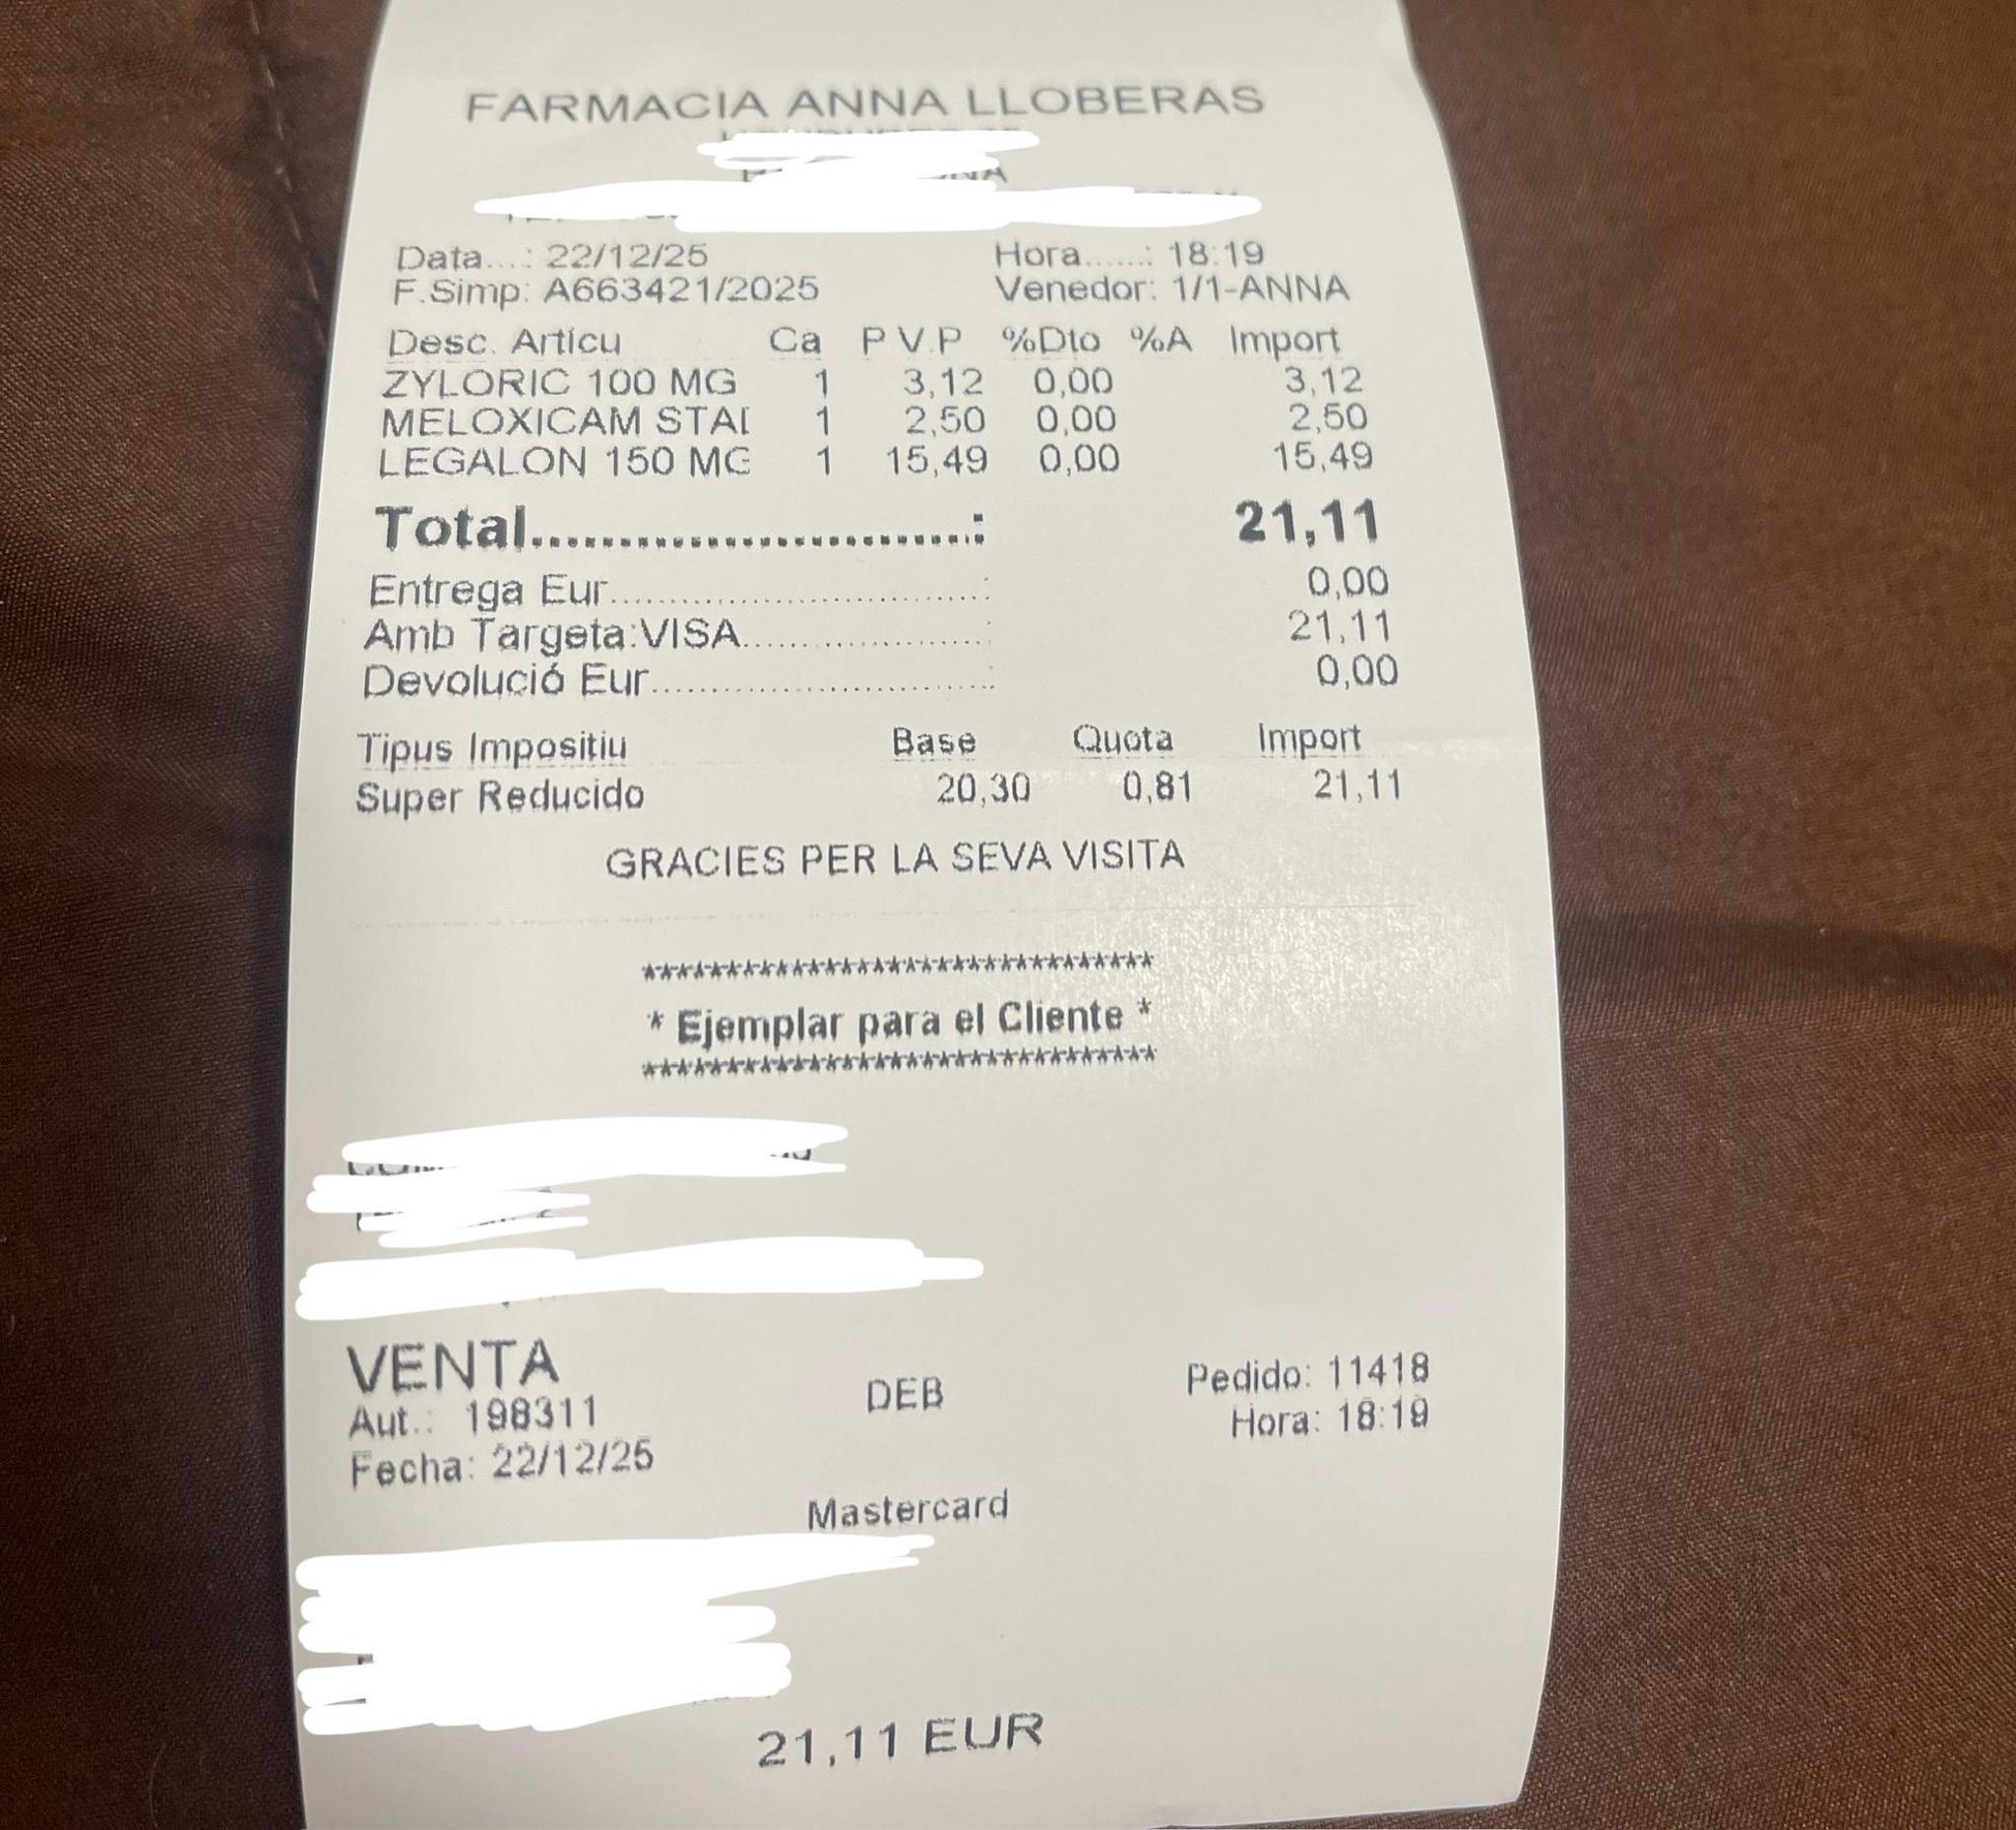 FARMACIA ANNA LLOBERAS
Data...: 22/12/25 Hora......: 18:19
F.Simp: A663421/2025 Venedor: 1/1-ANNA
Desc. Artícu Ca P.V.P %Dto %A Import
ZYLORIC 100 MG 1 3,12 0,00 3,12
MELOXICAM STAI 1 2,50 0,00 2,50
LEGALON 150 MG 1 15,49 0,00 15,49
Total............................: 21,11
Entrega Eur............................: 0,00
Amb Targeta:VISA..................: 21,11
Devolució Eur.........................: 0,00
Tipus Impositiu Base Quota Import
Super Reducido 20,30 0,81 21,11
GRACIES PER LA SEVA VISITA
********************************
* Ejemplar para el Cliente *
********************************
VENTA DEB Pedido: 11418
Aut.: 198311 Hora: 18:19
Fecha: 22/12/25
Mastercard
21,11 EUR